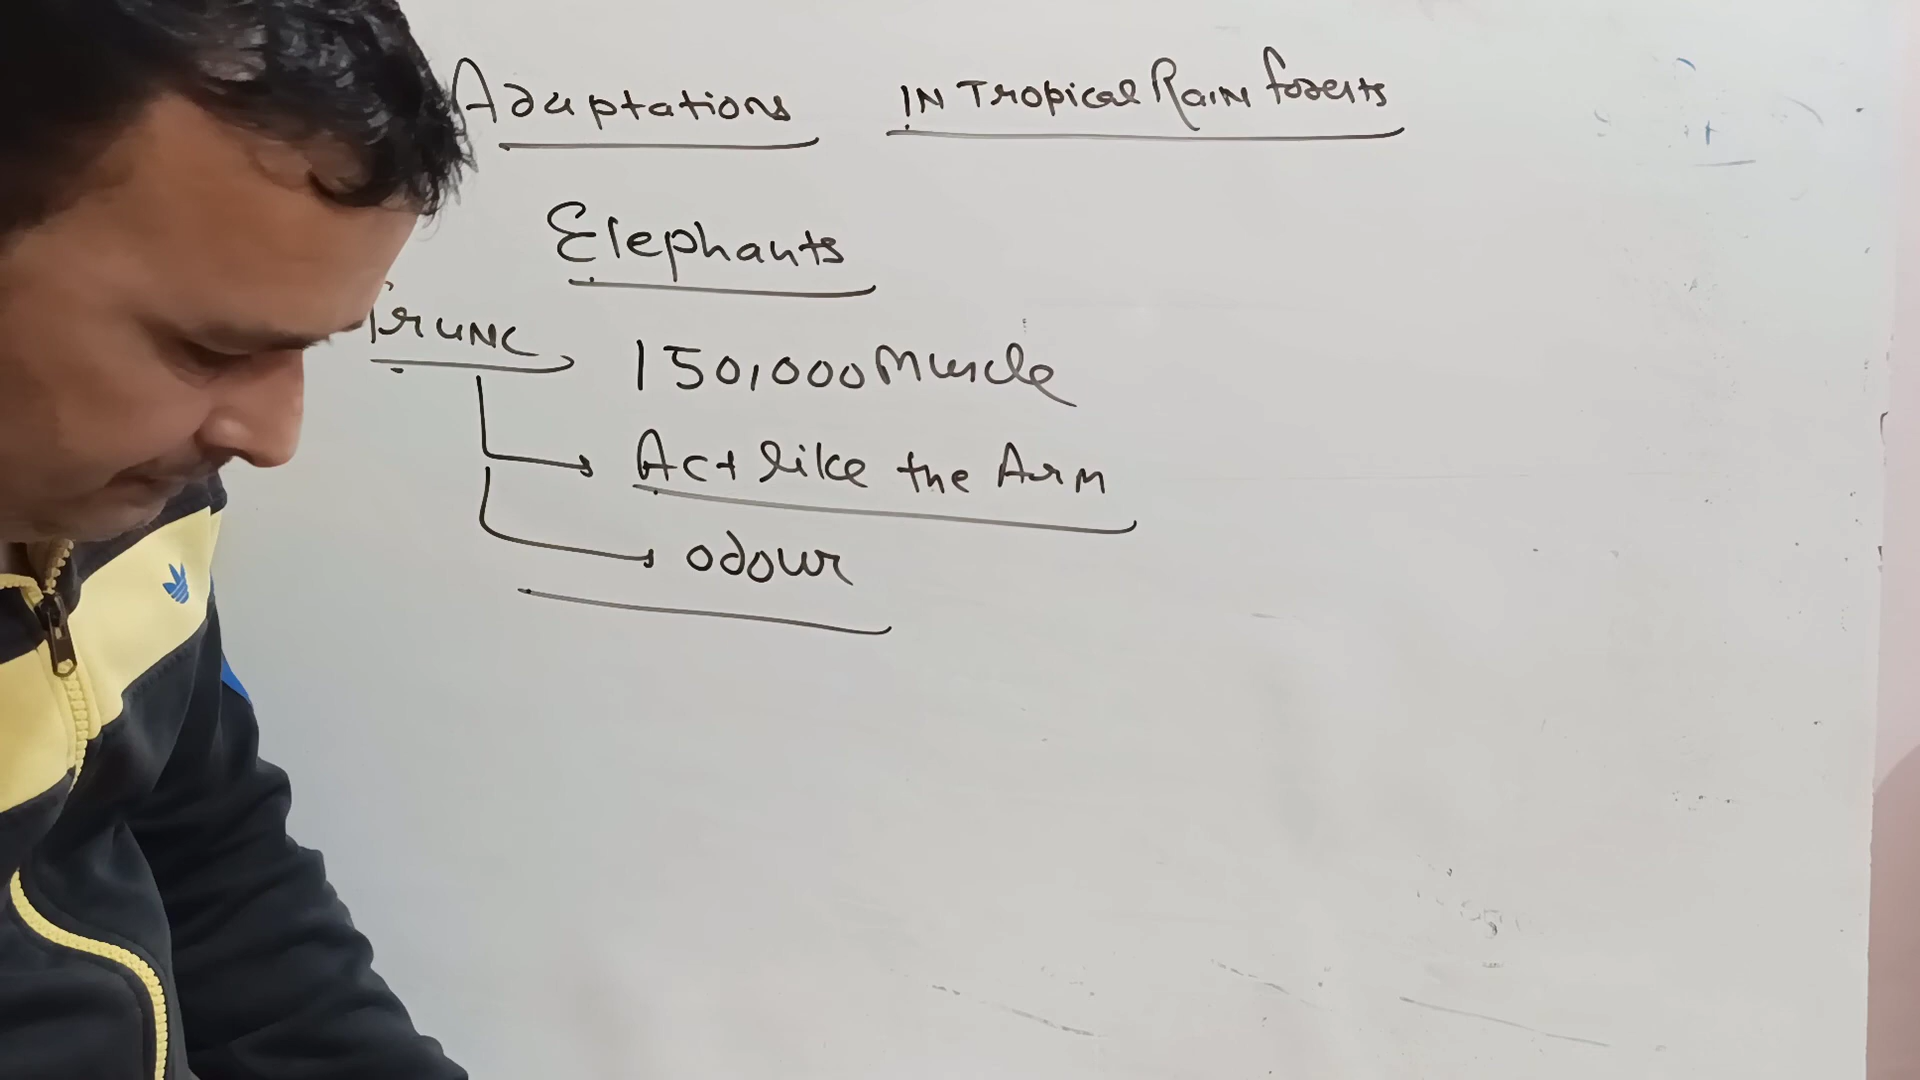 Adaptations IN Tropical Rain forests
Elephants
Trunc 150,000 Muscle
Act like the Arm
odour